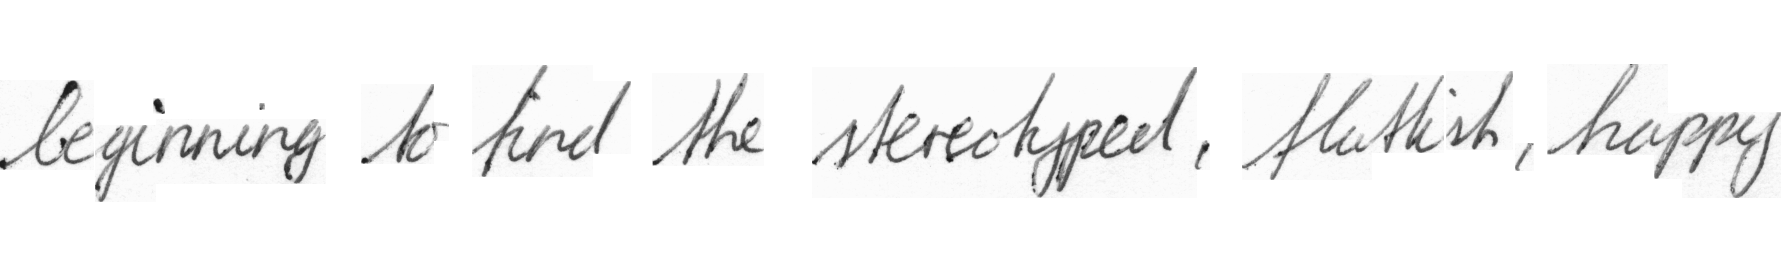 beginning to find the stereotyped, flattish, happy